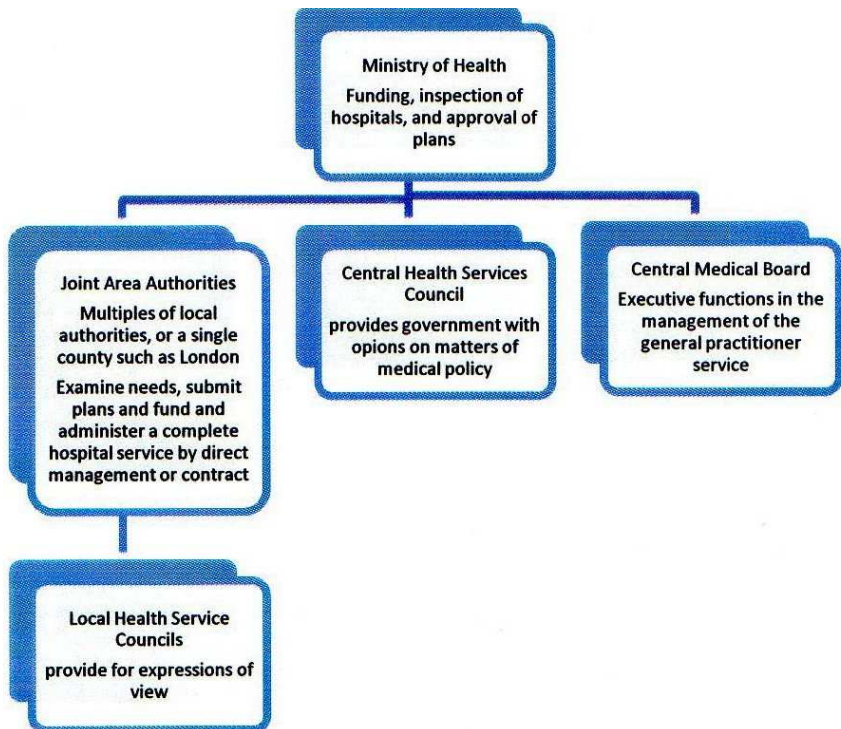 Ministry of Health
Funding, inspection of
hospitals, and approval of
plans
Joint Area Authorities
Multiples of local
authorities, or a single
county such as London
Examine needs, submit
plans and fund and
administer a complete
hospital service by direct
management or contract
Central Health Services
Council
provides government with
opions on matters of
medical policy
Central Medical Board
Executive functions in the
management of the
general practitioner
service
Local Health Service
Councils
provide for expressions of
view